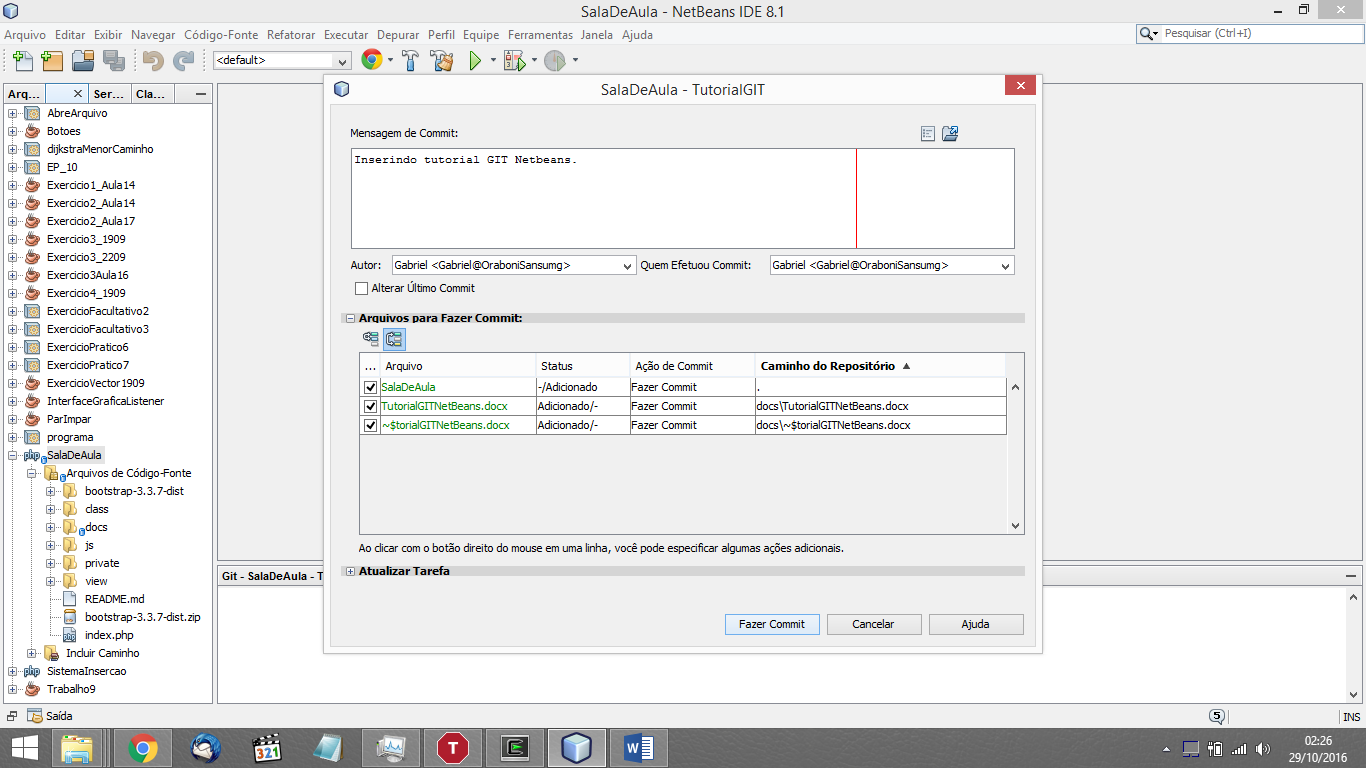 SalaDeAula - NetBeans IDE 8.1
Arquivo Editar Exibir Navegar Código-Fonte Refatorar Executar Depurar Perfil Equipe Ferramentas Janela Ajuda
Pesquisar (Ctrl+I)
<default>
Arq... Ser... Cla...
AbreArquivo
Botoes
dijkstraMenorCaminho
EP_10
Exercicio1_Aula14
Exercicio2_Aula14
Exercicio2_Aula17
Exercicio3_1909
Exercicio3_2209
Exercicio3Aula16
Exercicio4_1909
ExercicioFacultativo2
ExercicioFacultativo3
ExercicioPratico6
ExercicioPratico7
ExercicioVector1909
InterfaceGraficaListener
ParImpar
programa
php SalaDeAula
Arquivos de Código-Fonte
bootstrap-3.3.7-dist
class
docs
js
private
view
README.md
bootstrap-3.3.7-dist.zip
index.php
Incluir Caminho
php SistemaInsercao
Trabalho9
SalaDeAula - TutorialGIT
Mensagem de Commit:
Inserindo tutorial GIT Netbeans.
Autor: Gabriel <Gabriel@OraboniSansumg> Quem Efetuou Commit: Gabriel <Gabriel@OraboniSansumg>
Alterar Último Commit
Arquivos para Fazer Commit:
... Arquivo Status Ação de Commit Caminho do Repositório
SalaDeAula -/Adicionado Fazer Commit .
TutorialGITNetBeans.docx Adicionado/- Fazer Commit docs\TutorialGITNetBeans.docx
~$torialGITNetBeans.docx Adicionado/- Fazer Commit docs\~$torialGITNetBeans.docx
Ao clicar com o botão direito do mouse em uma linha, você pode especificar algumas ações adicionais.
Atualizar Tarefa
Fazer Commit Cancelar Ajuda
Git - SalaDeAula - T
Saída
5
INS
321
T
02:26
29/10/2016